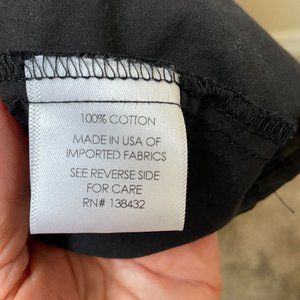 100% COTTON
MADE IN USA OF
IMPORTED FABRICS
SEE REVERSE SIDE
FOR CARE
RN# 138432